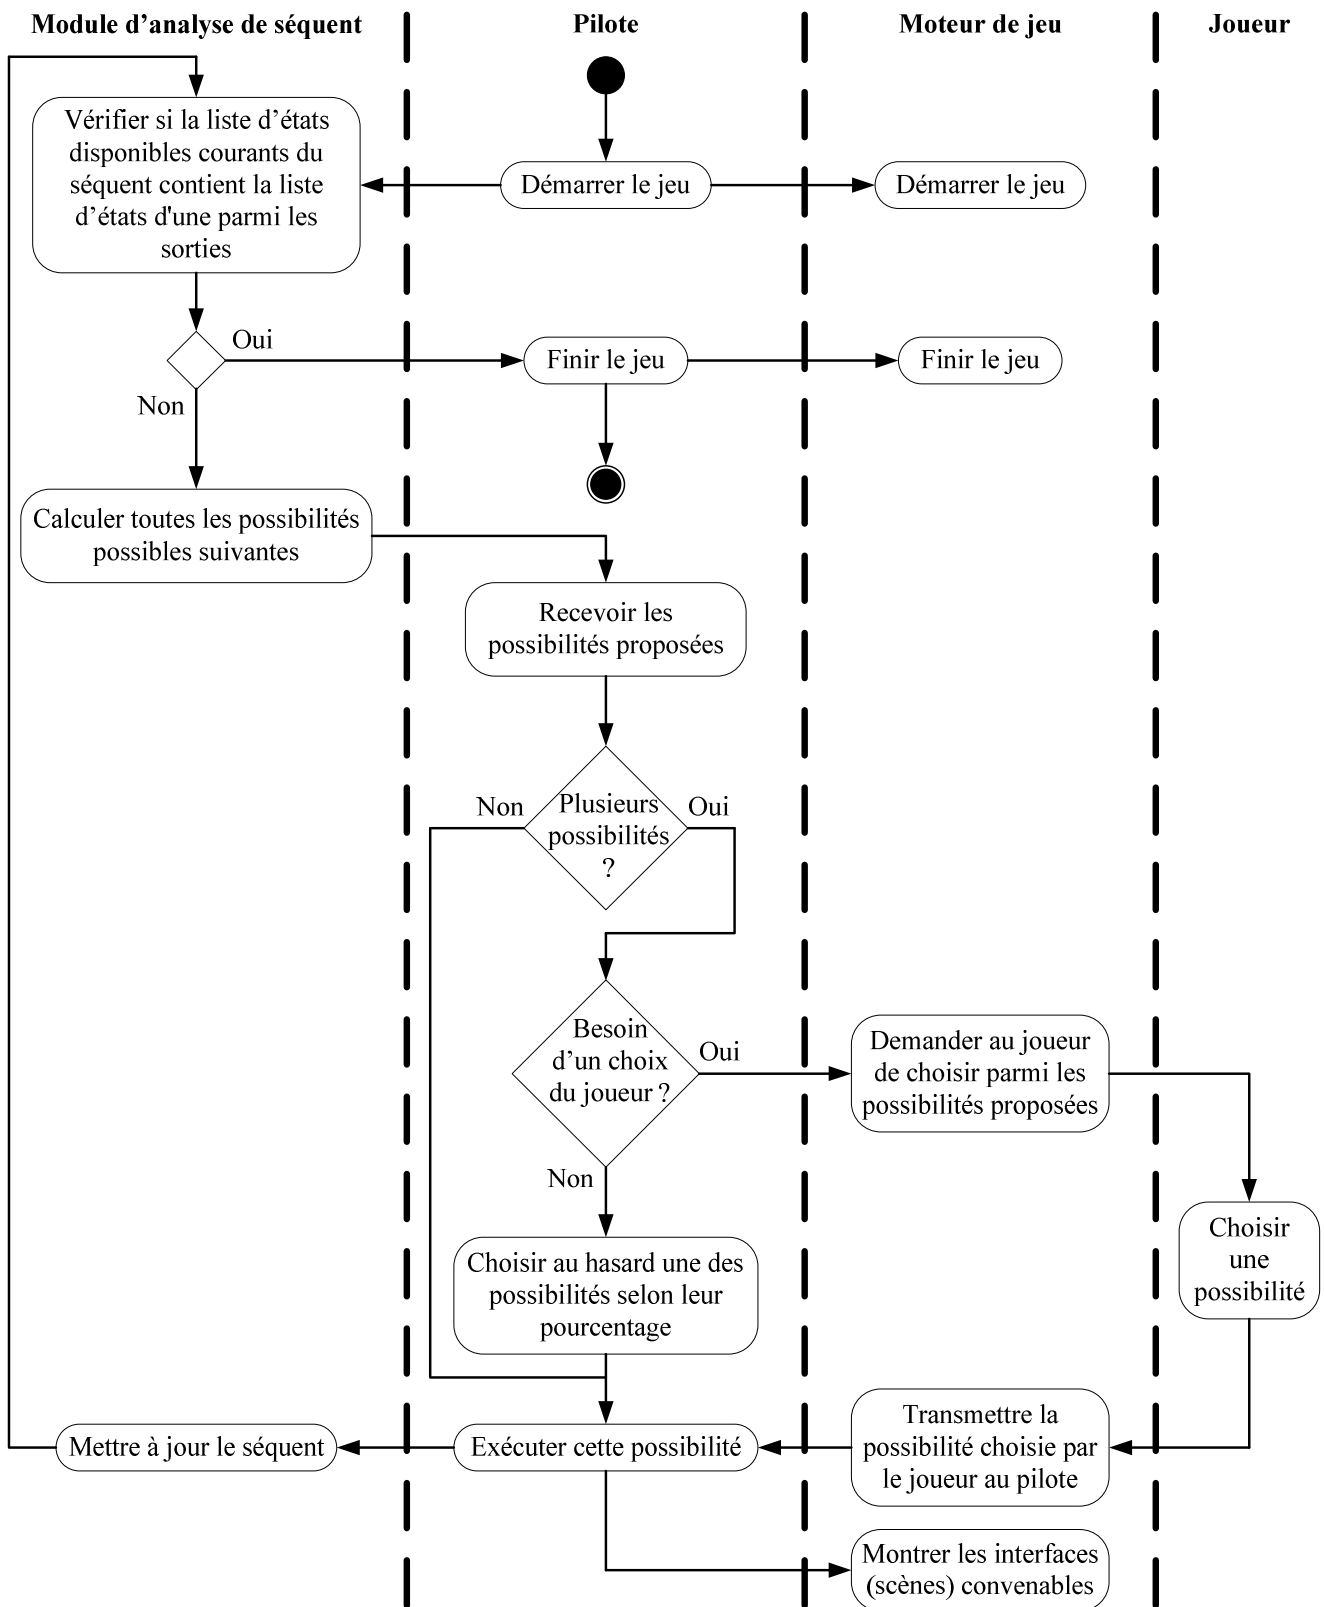 Module d’analyse de séquent
Pilote
Moteur de jeu
Joueur
Vérifier si la liste d’états
disponibles courants du
séquent contient la liste
d’états d'une parmi les
sorties
Démarrer le jeu
Démarrer le jeu
Oui
Non
Finir le jeu
Finir le jeu
Calculer toutes les possibilités
possibles suivantes
Recevoir les
possibilités proposées
Non
Plusieurs
possibilités
?
Oui
Besoin
d’un choix
du joueur ?
Oui
Non
Demander au joueur
de choisir parmi les
possibilités proposées
Choisir
une
possibilité
Choisir au hasard une des
possibilités selon leur
pourcentage
Mettre à jour le séquent
Exécuter cette possibilité
Transmettre la
possibilité choisie par
le joueur au pilote
Montrer les interfaces
(scènes) convenables